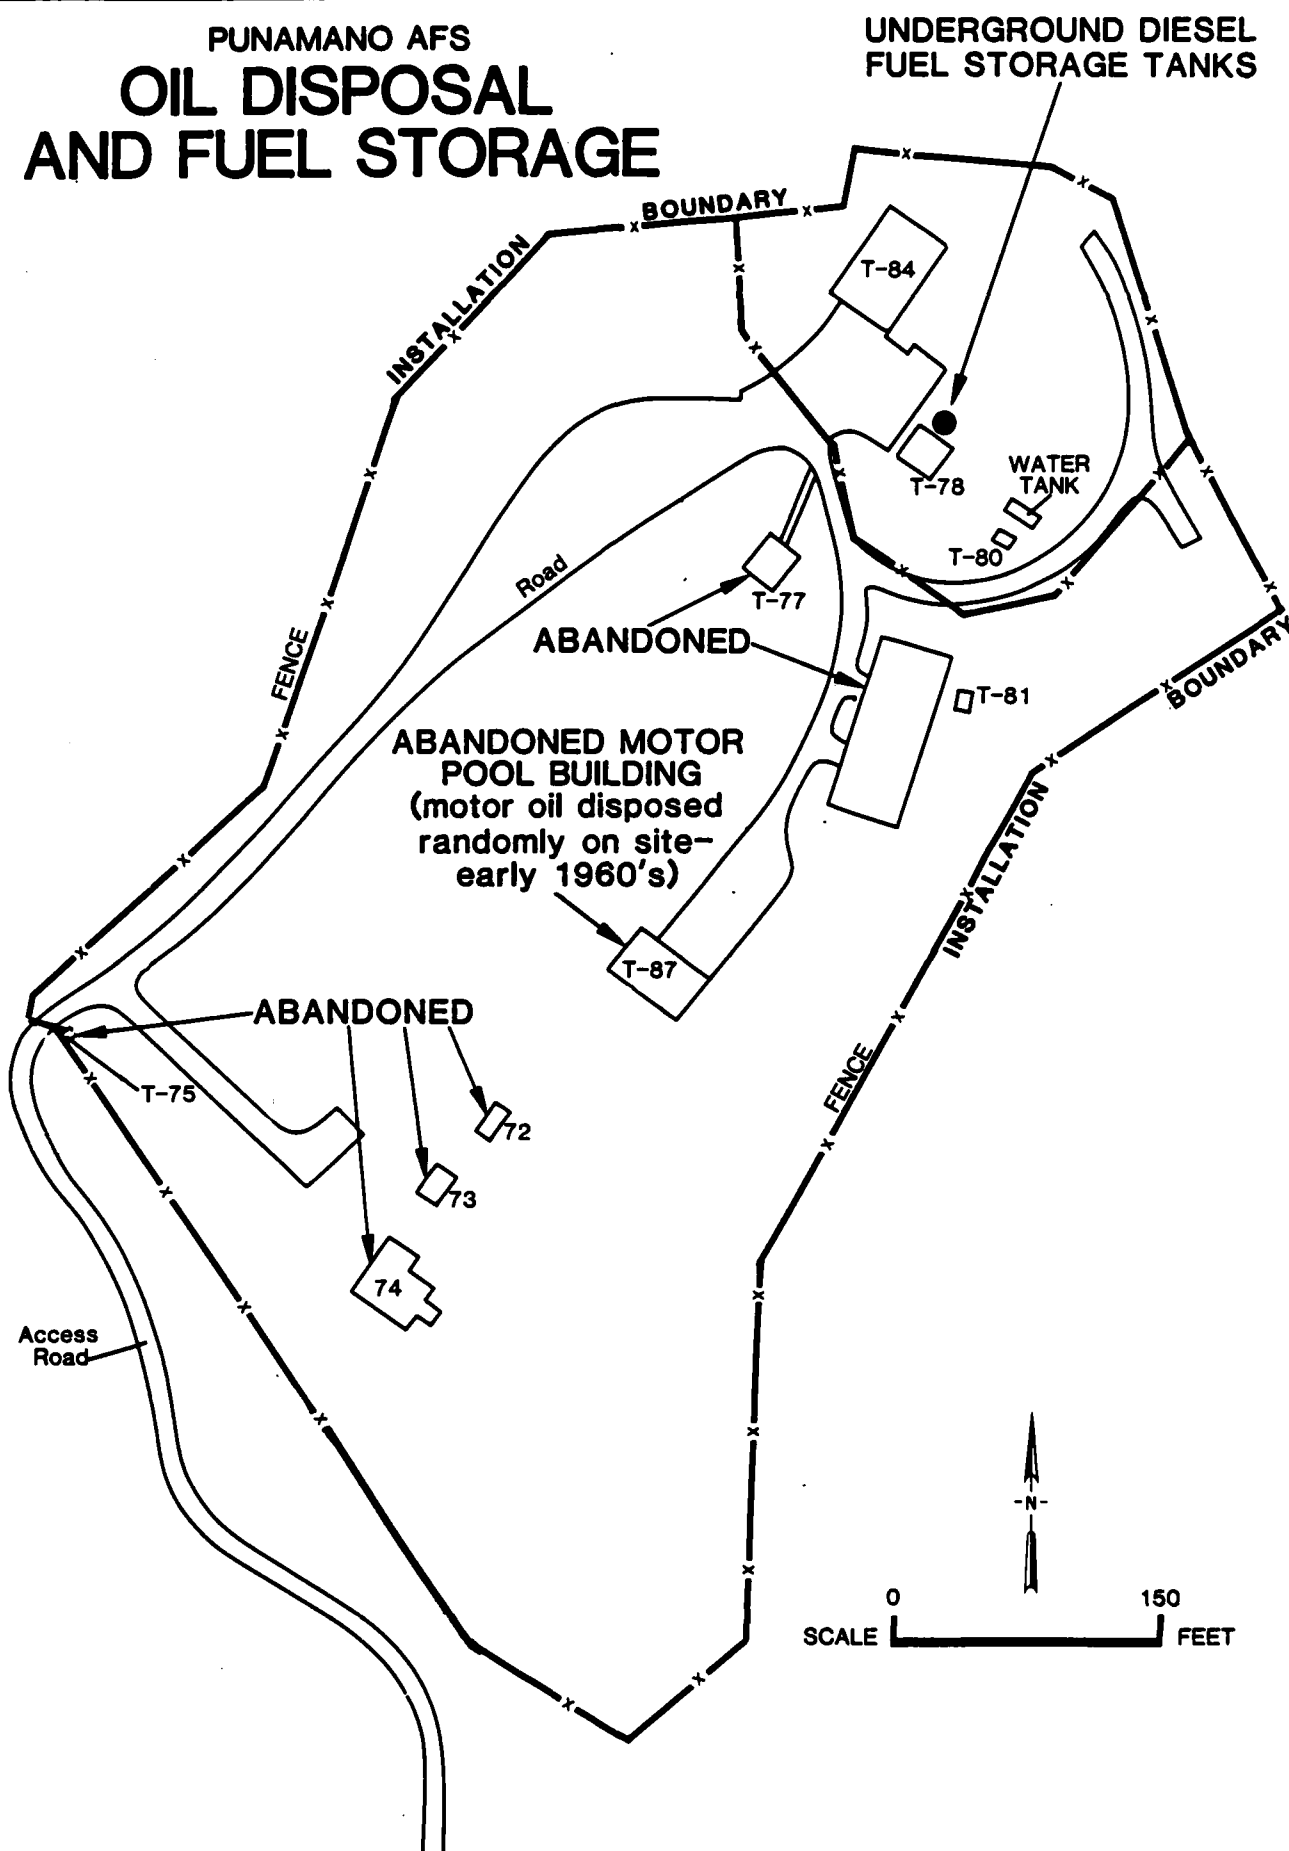 PUNAMANO AFS
OIL DISPOSAL
AND FUEL STORAGE
UNDERGROUND DIESEL
FUEL STORAGE TANKS
BOUNDARY
INSTALLATION
FENCE
T-84
T-78
WATER
TANK
T-80
Road
T-77
ABANDONED
T-81
BOUNDARY
INSTALLATION
FENCE
ABANDONED MOTOR
POOL BUILDING
(motor oil disposed
randomly on site-
early 1960's)
T-87
ABANDONED
T-75
72
73
74
Access
Road
-N-
0 150
SCALE FEET